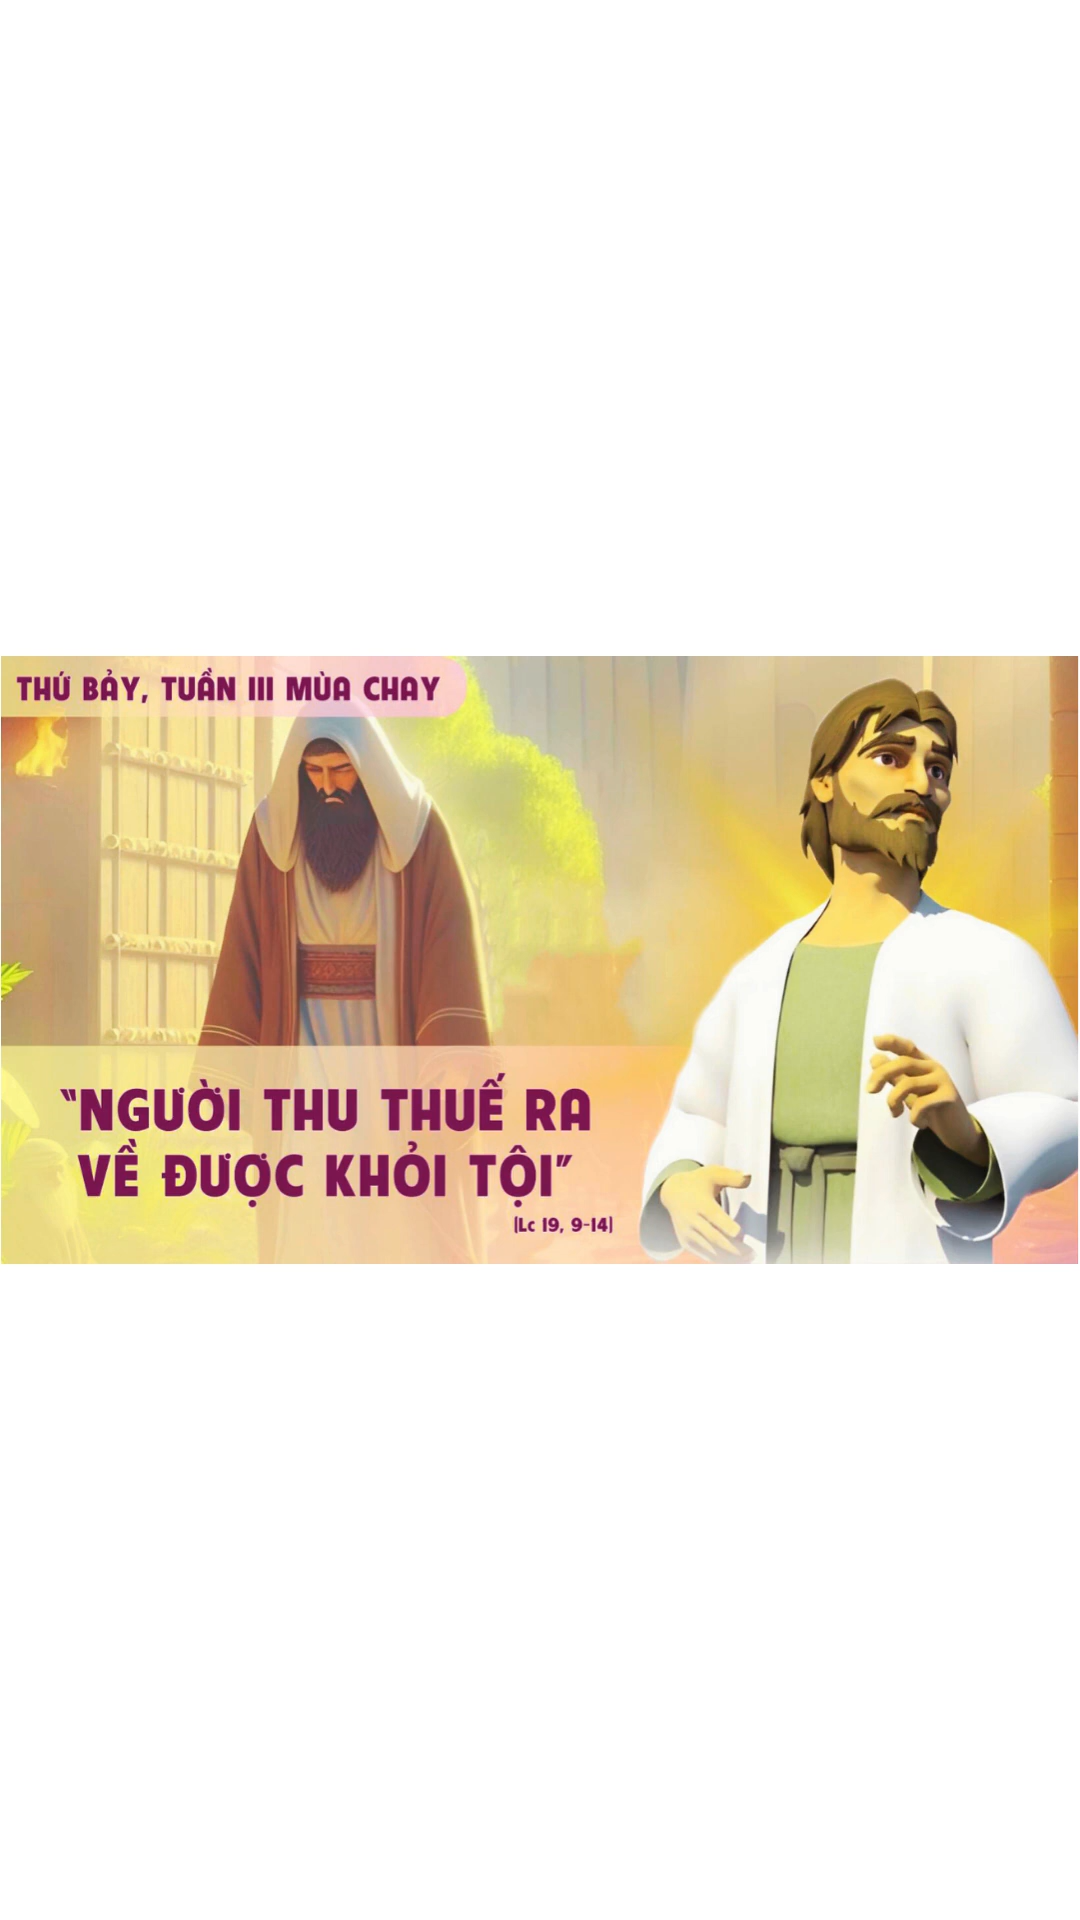 THỨ BẢY, TUẦN III MÙA CHAY
"NGƯỜI THU THUẾ RA
VỀ ĐƯỢC KHỎI TỘI"
(Lc 19, 9-14)